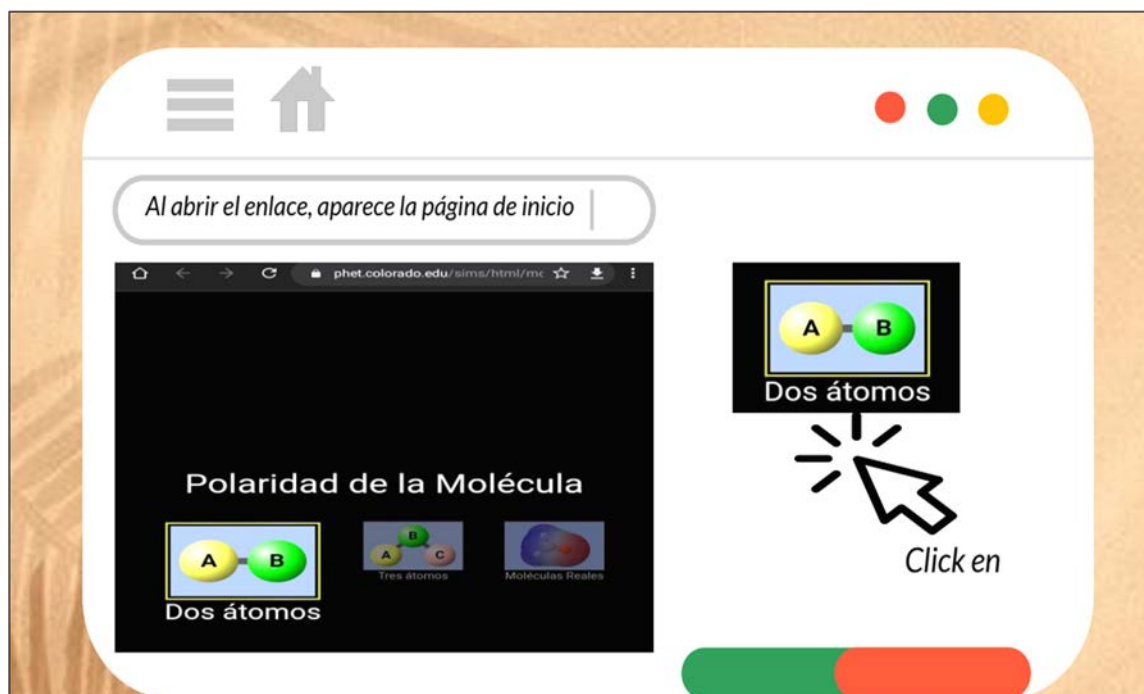 Al abrir el enlace, aparece la página de inicio
phet.colorado.edu/sims/html/mc
Polaridad de la Molécula
A
B
Dos átomos
A
B
C
Tres átomos
Moléculas Reales
A
B
Dos átomos
Click en